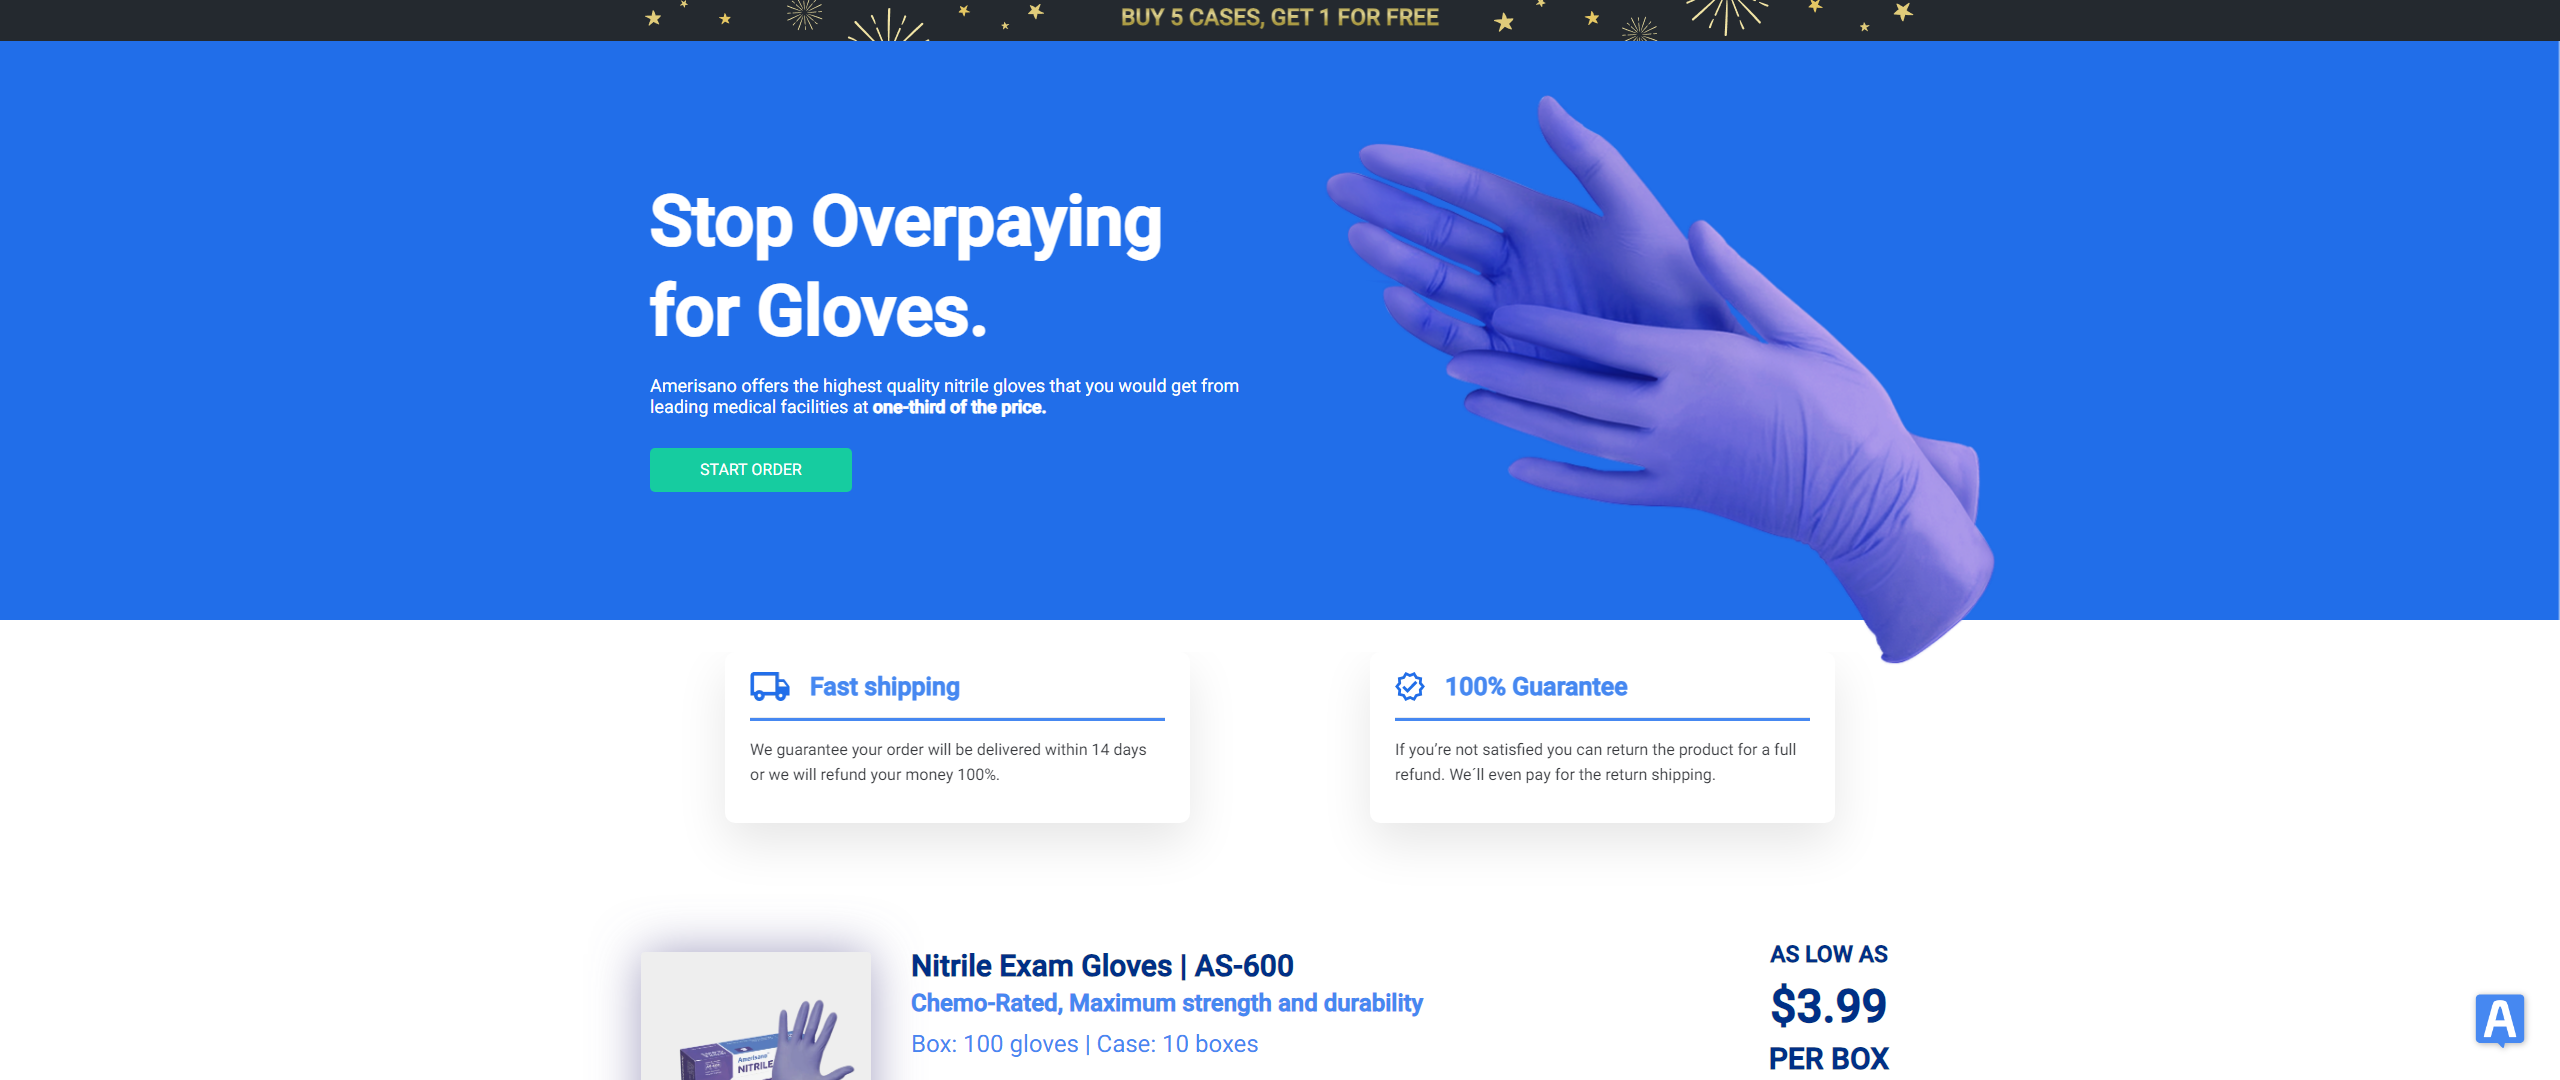 BUY 5 CASES, GET 1 FOR FREE
Stop Overpaying
for Gloves.
Amerisano offers the highest quality nitrile gloves that you would get from
leading medical facilities at one-third of the price.
START ORDER
Fast shipping
We guarantee your order will be delivered within 14 days
or we will refund your money 100%.
100% Guarantee
If you’re not satisfied you can return the product for a full
refund. We´ll even pay for the return shipping.
Amerisano
NITRILE
Nitrile Exam Gloves | AS-600
Chemo-Rated, Maximum strength and durability
Box: 100 gloves | Case: 10 boxes
AS LOW AS
$3.99
PER BOX
A